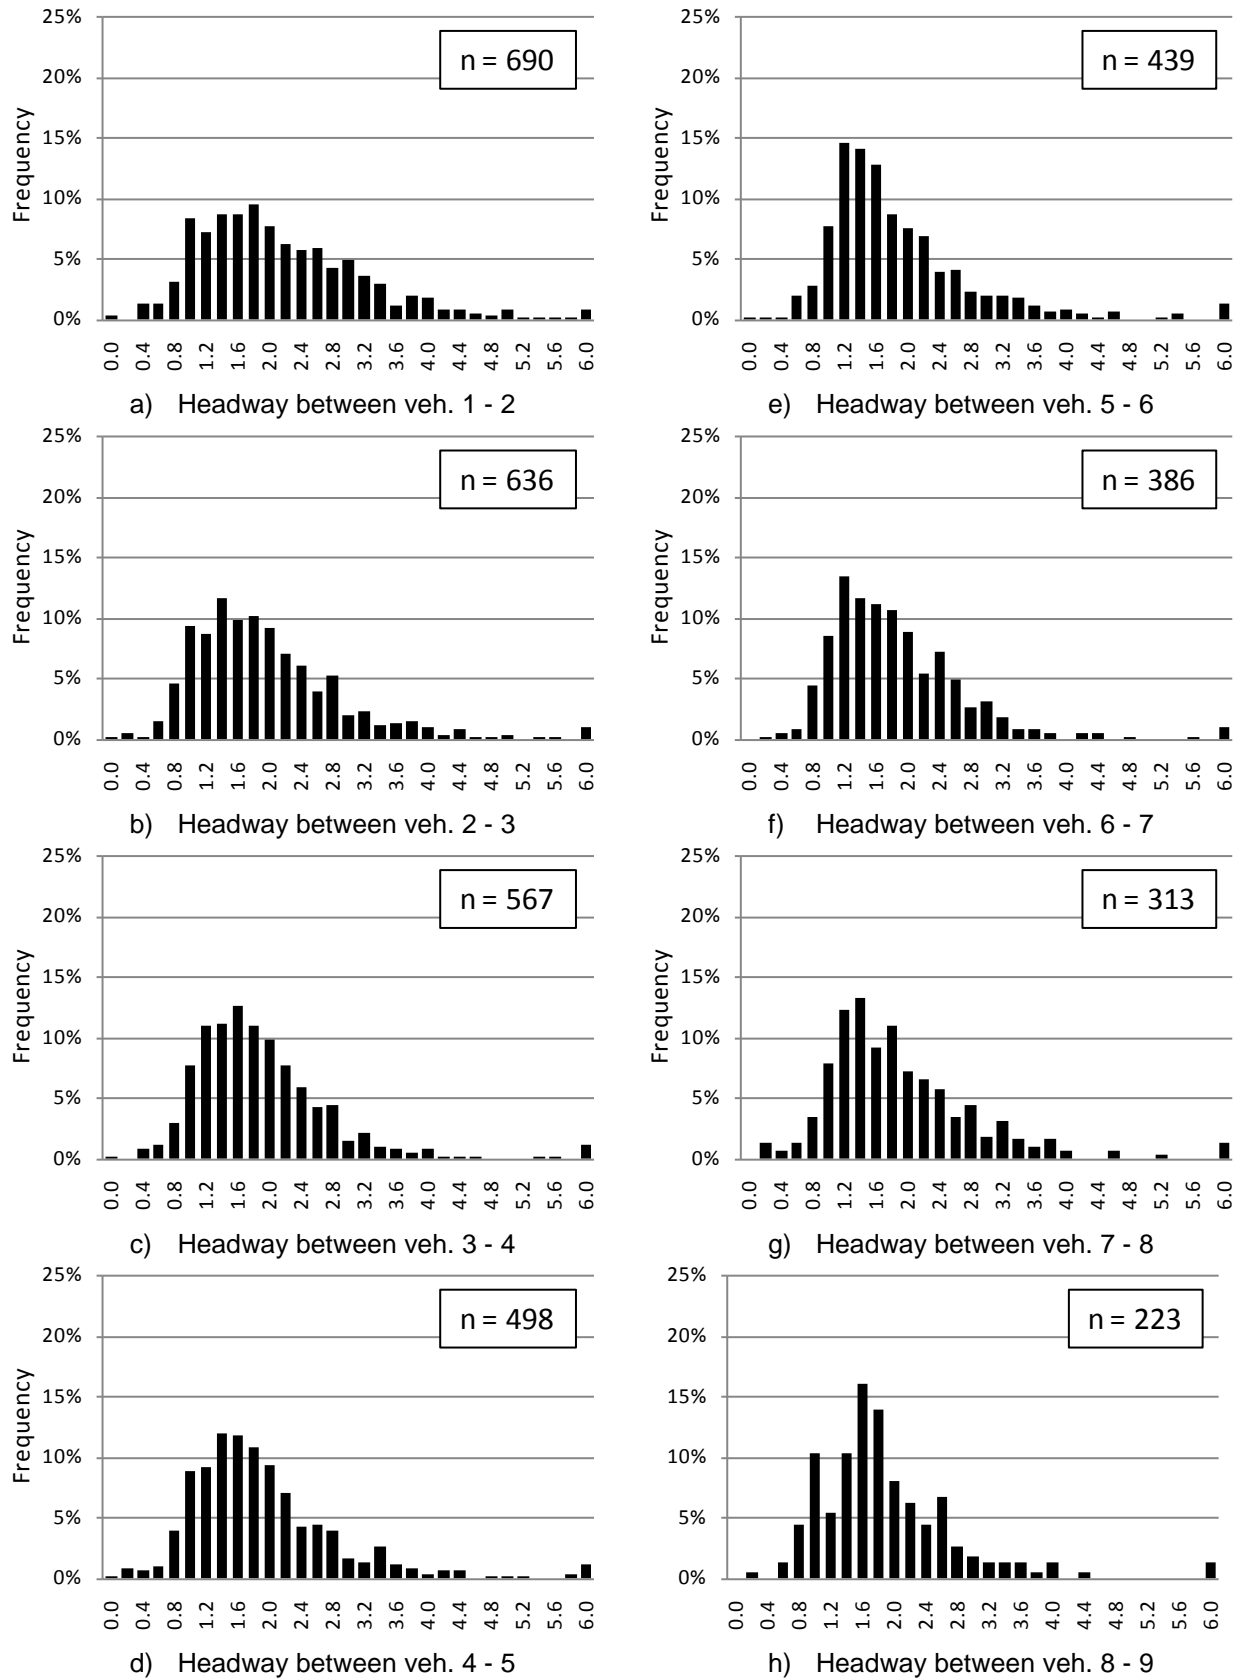 25%
20%
15%
10%
5%
0%
Frequency
n = 690
0.0 0.4 0.8 1.2 1.6 2.0 2.4 2.8 3.2 3.6 4.0 4.4 4.8 5.2 5.6 6.0
a) Headway between veh. 1 - 2
25%
20%
15%
10%
5%
0%
Frequency
n = 636
0.0 0.4 0.8 1.2 1.6 2.0 2.4 2.8 3.2 3.6 4.0 4.4 4.8 5.2 5.6 6.0
b) Headway between veh. 2 - 3
25%
20%
15%
10%
5%
0%
Frequency
n = 567
0.0 0.4 0.8 1.2 1.6 2.0 2.4 2.8 3.2 3.6 4.0 4.4 4.8 5.2 5.6 6.0
c) Headway between veh. 3 - 4
25%
20%
15%
10%
5%
0%
Frequency
n = 498
0.0 0.4 0.8 1.2 1.6 2.0 2.4 2.8 3.2 3.6 4.0 4.4 4.8 5.2 5.6 6.0
d) Headway between veh. 4 - 5
25%
20%
15%
10%
5%
0%
Frequency
n = 439
0.0 0.4 0.8 1.2 1.6 2.0 2.4 2.8 3.2 3.6 4.0 4.4 4.8 5.2 5.6 6.0
e) Headway between veh. 5 - 6
25%
20%
15%
10%
5%
0%
Frequency
n = 386
0.0 0.4 0.8 1.2 1.6 2.0 2.4 2.8 3.2 3.6 4.0 4.4 4.8 5.2 5.6 6.0
f) Headway between veh. 6 - 7
25%
20%
15%
10%
5%
0%
Frequency
n = 313
0.0 0.4 0.8 1.2 1.6 2.0 2.4 2.8 3.2 3.6 4.0 4.4 4.8 5.2 5.6 6.0
g) Headway between veh. 7 - 8
25%
20%
15%
10%
5%
0%
Frequency
n = 223
0.0 0.4 0.8 1.2 1.6 2.0 2.4 2.8 3.2 3.6 4.0 4.4 4.8 5.2 5.6 6.0
h) Headway between veh. 8 - 9